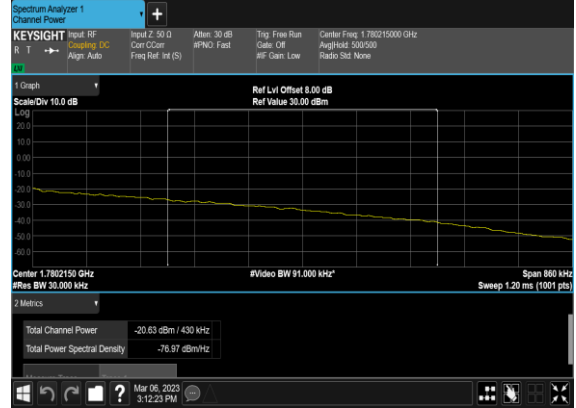 Spectrum Analyzer 1
Channel Power
+
KEYSIGHT Input: RF Input Z: 50 Ω Atten: 30 dB Trig: Free Run Center Freq: 1.780215000 GHz
R T Coupling: DC Corr CCorr #PNO: Fast Gate: Off Avg|Hold: 500/500
Align: Auto Freq Ref: Int (S) #IF Gain: Low Radio Std: None
1 Graph
Ref Lvl Offset 8.00 dB
Scale/Div 10.0 dB Ref Value 30.00 dBm
Log
20.0
10.0
0.00
-10.0
-20.0
-30.0
-40.0
-50.0
-60.0
Center 1.7802150 GHz #Video BW 91.000 kHz* Span 860 kHz
#Res BW 30.000 kHz Sweep 1.20 ms (1001 pts)
2 Metrics
Total Channel Power -20.63 dBm / 430 kHz
Total Power Spectral Density -76.97 dBm/Hz
? Mar 06, 2023
3:12:23 PM